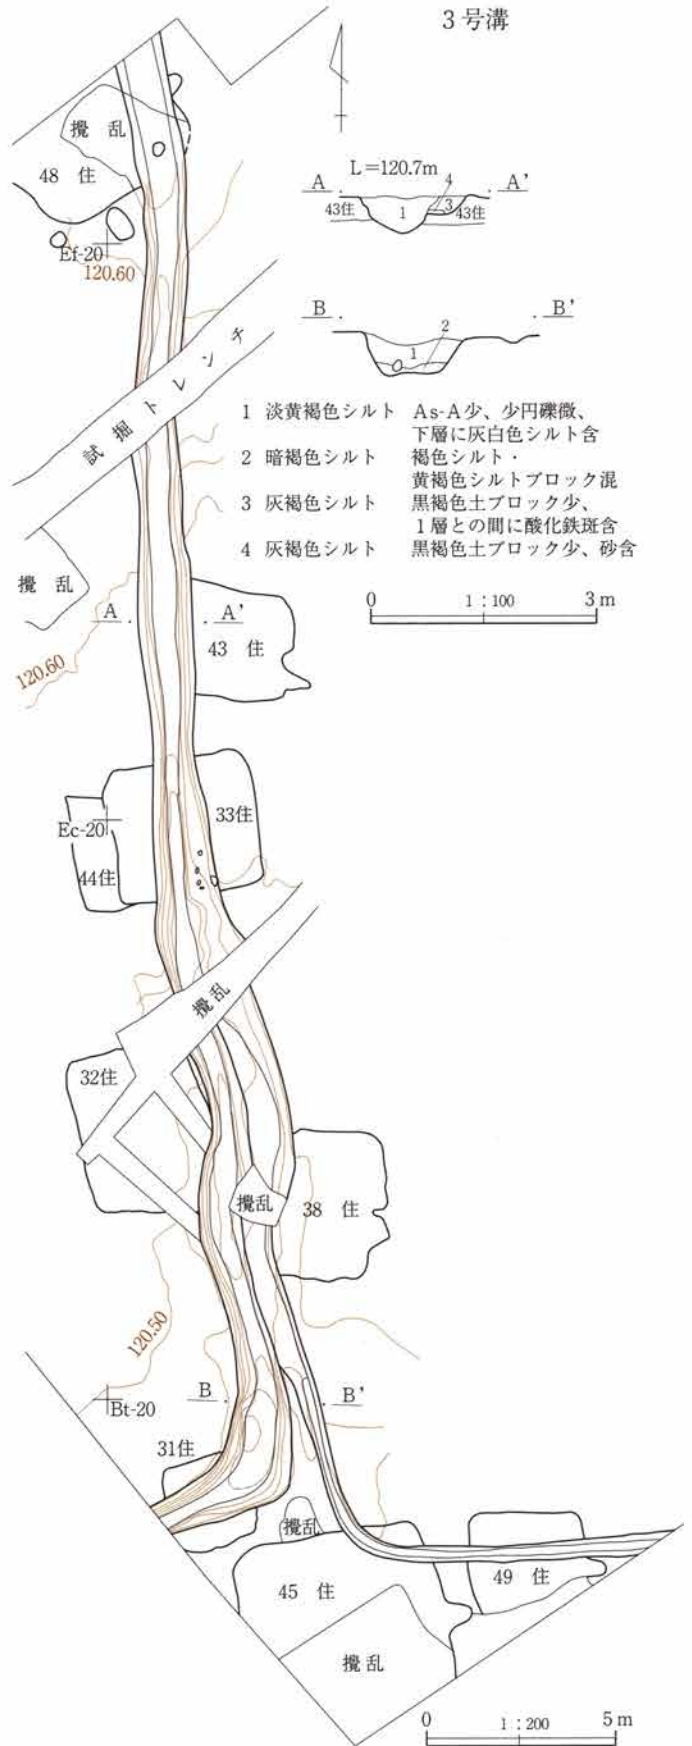 3号溝
攪乱
48 住
Ef-20
120.60
L=120.7m
A A'
4
43住 1 3 43住
B B'
2
1
試掘トレンチ
1 淡黄褐色シルト As-A少、少円礫微、
下層に灰白色シルト含
2 暗褐色シルト 褐色シルト・
黄褐色シルトブロック混
3 灰褐色シルト 黒褐色土ブロック少、
1層との間に酸化鉄斑含
4 灰褐色シルト 黒褐色土ブロック少、砂含
0 1:100 3m
攪乱
A A'
43 住
120.60
33住
Ec-20
44住
攪乱
32住
攪乱
38 住
120.50
B B'
Bt-20
31住
攪乱
45 住
49 住
攪乱
0 1:200 5m